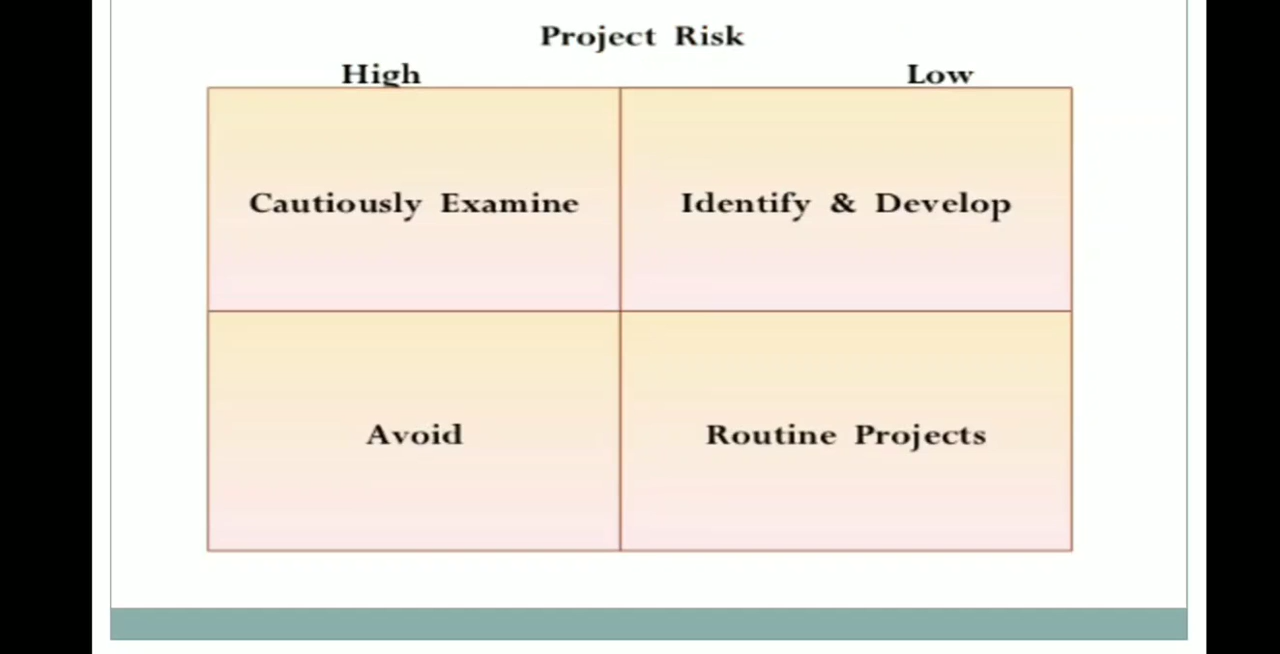 Project Risk
High Low
Cautiously Examine Identify & Develop
Avoid Routine Projects